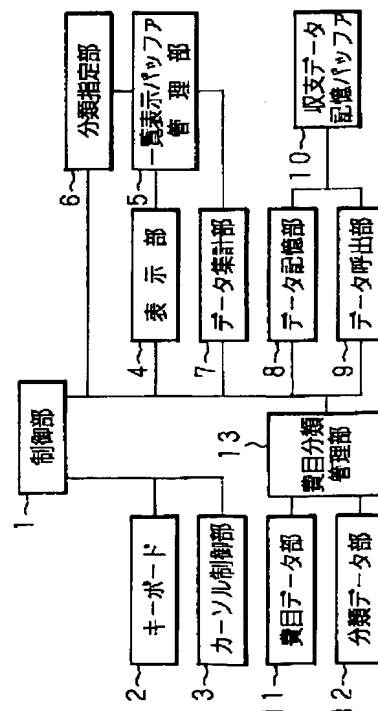 制御部
1
キーボード
2
カーソル制御部
3
費目データ部
11
分類データ部
12
費目分類
管理部
13
分類指定部
6
一覧表示バッファ
管理部
5
表示部
4
データ集計部
7
データ記憶部
8
データ呼出部
9
収支データ
記憶バッファ
10